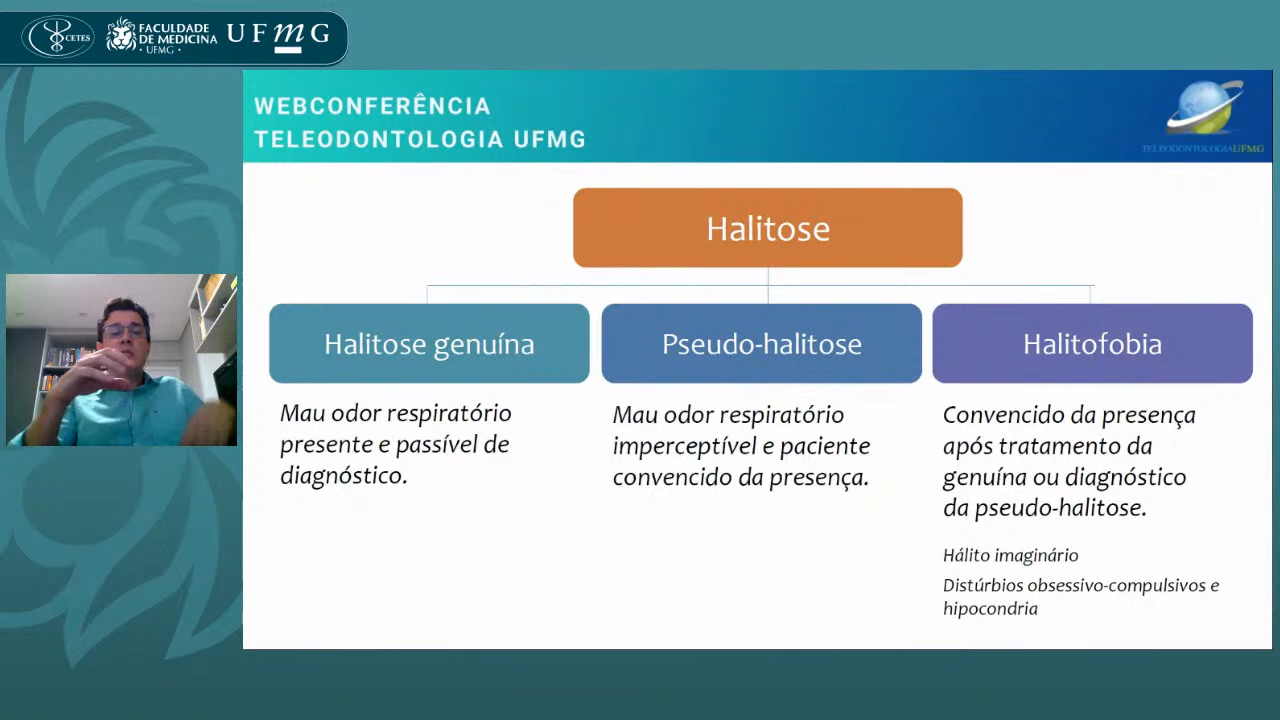 CETES
FACULDADE
DE MEDICINA
• UFMG •
UFmG
WEBCONFERÊNCIA
TELEODONTOLOGIA UFMG
TELEODONTOLOGIAUFMG
Halitose
Halitose genuína
Mau odor respiratório
presente e passível de
diagnóstico.
Pseudo-halitose
Mau odor respiratório
imperceptível e paciente
convencido da presença.
Halitofobia
Convencido da presença
após tratamento da
genuína ou diagnóstico
da pseudo-halitose.
Hálito imaginário
Distúrbios obsessivo-compulsivos e
hipocondria